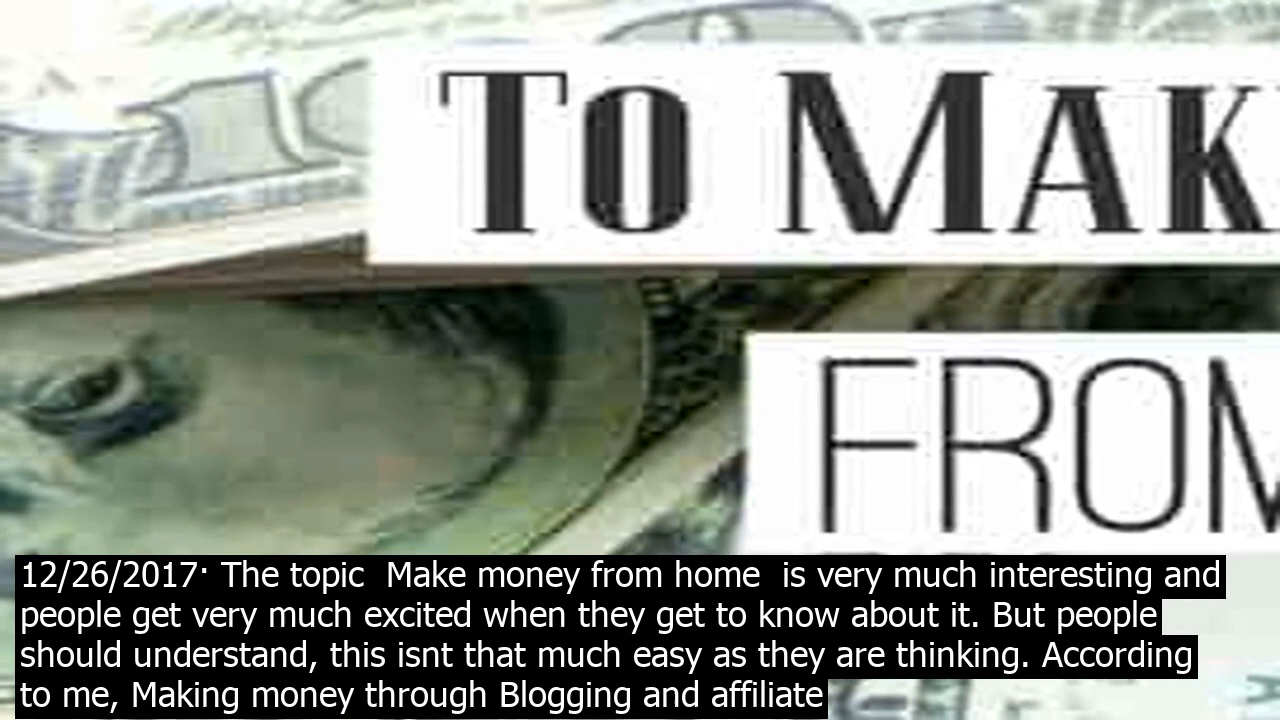 To MAK
FROM
12/26/2017· The topic  Make money from home  is very much interesting and
people get very much excited when they get to know about it. But people
should understand, this isnt that much easy as they are thinking. According
to me, Making money through Blogging and affiliate